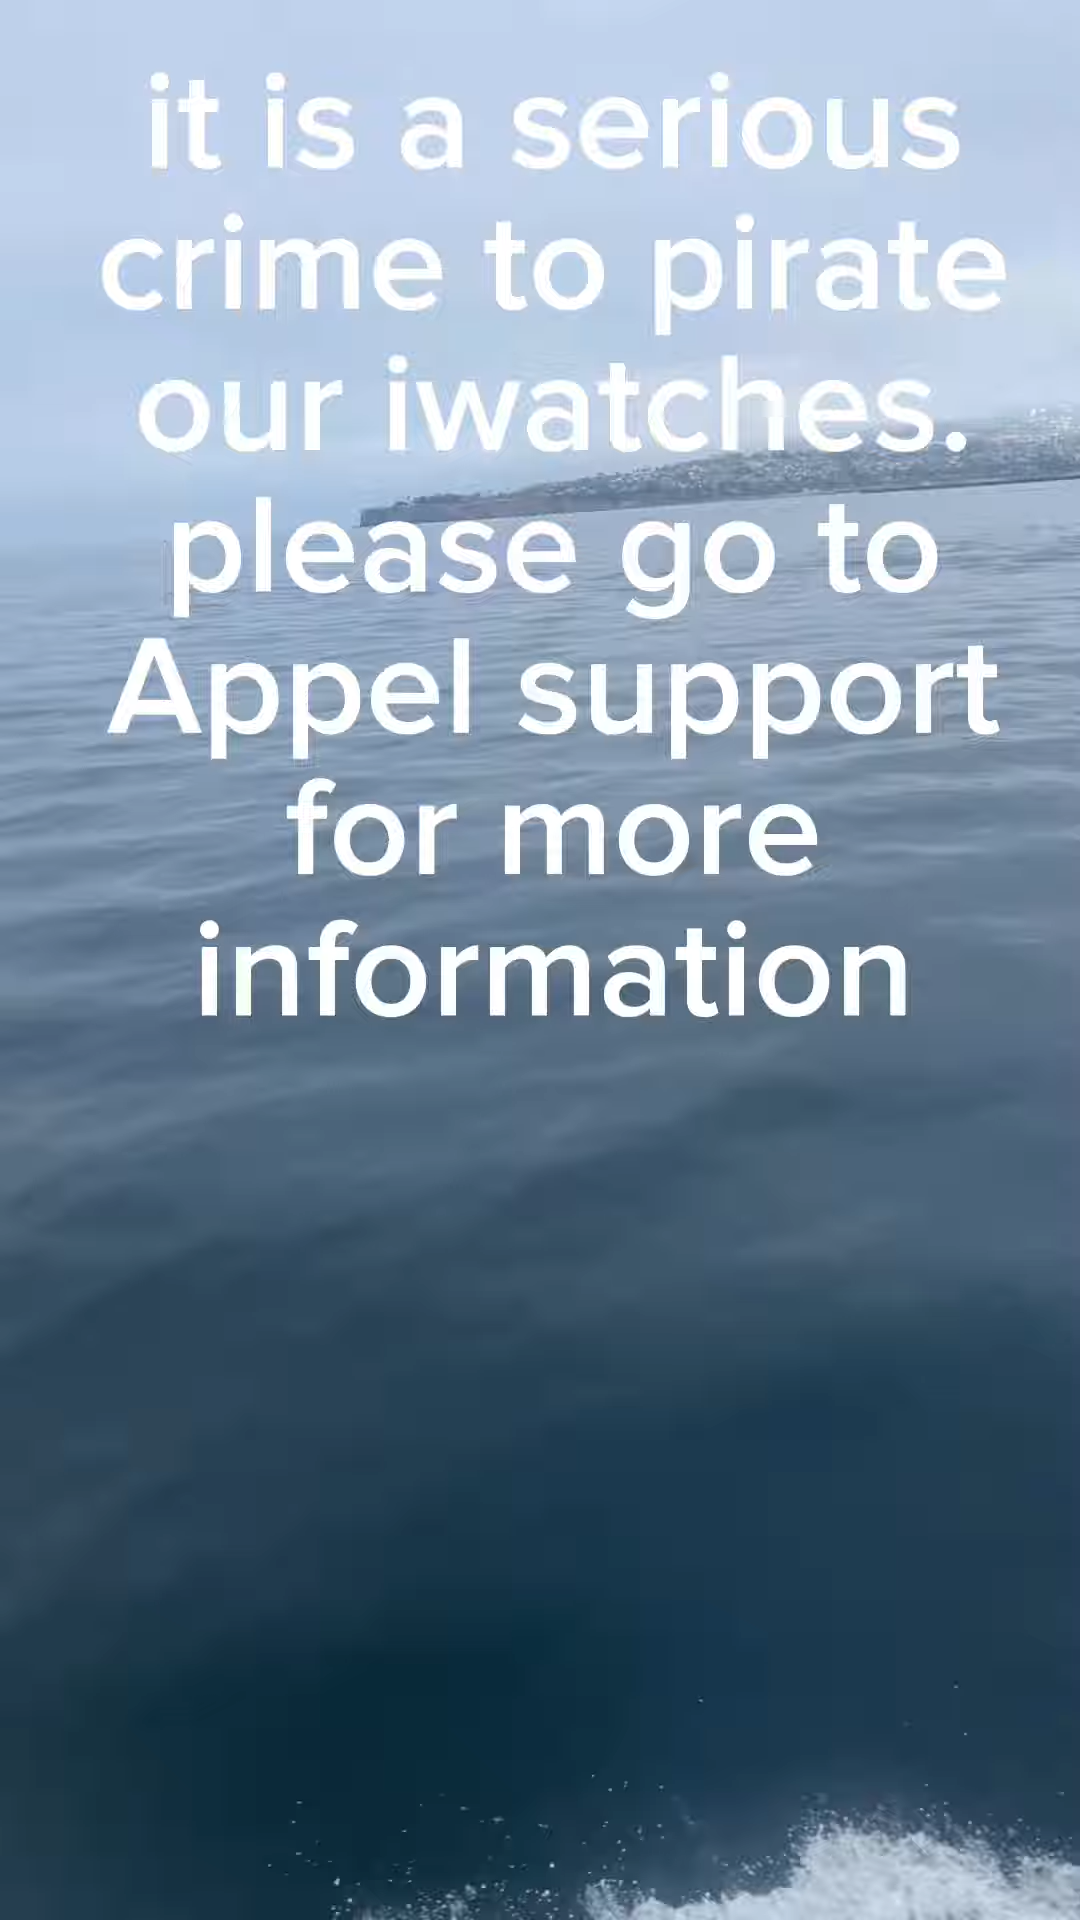 it is a serious
crime to pirate
our iwatches.
please go to
Appel support
for more
information